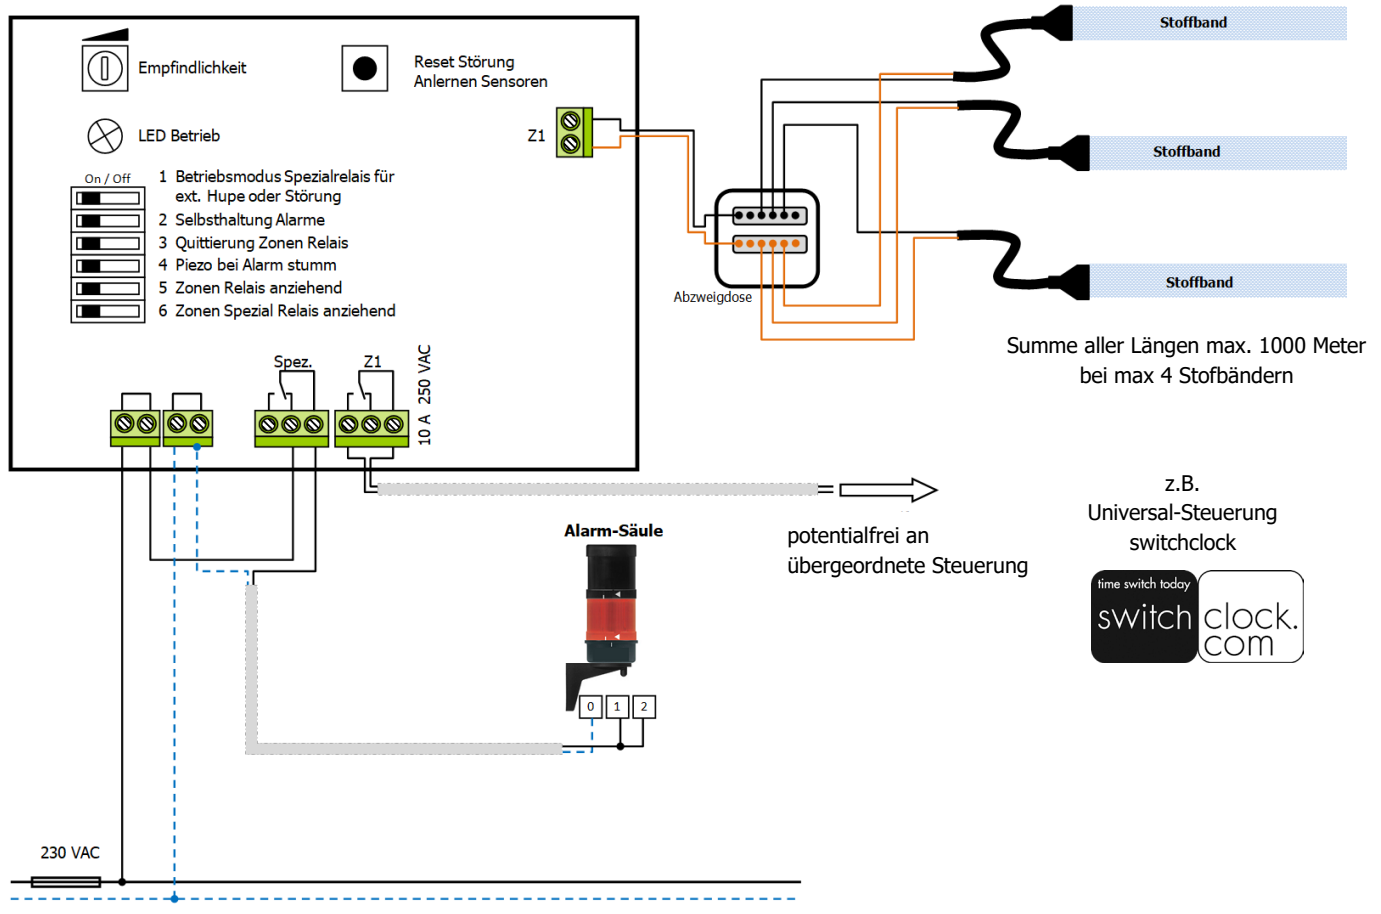 Empfindlichkeit
Reset Störung
Anlernen Sensoren
LED Betrieb
On / Off
1 Betriebsmodus Spezialrelais für
ext. Hupe oder Störung
2 Selbsthaltung Alarme
3 Quittierung Zonen Relais
4 Piezo bei Alarm stumm
5 Zonen Relais anziehend
6 Zonen Spezial Relais anziehend
Z1
Spez.
Z1
10 A 250 VAC
Abzweigdose
Stoffband
Stoffband
Stoffband
Summe aller Längen max. 1000 Meter
bei max 4 Stofbändern
potentialfrei an
übergeordnete Steuerung
z.B.
Universal-Steuerung
switchclock
time switch today
switch clock.
com
Alarm-Säule
0 1 2
230 VAC